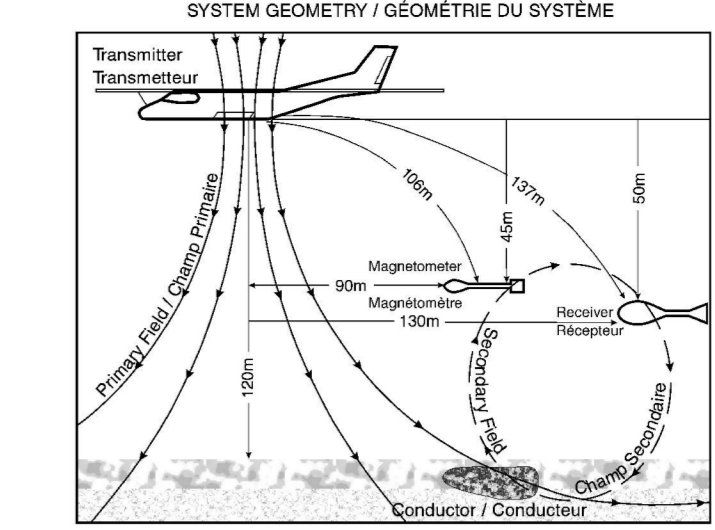 SYSTEM GEOMETRY / GÉOMÉTRIE DU SYSTÈME
Transmitter
Transmetteur
Primary Field / Champ Primaire
106m
137m
45m
50m
Magnetometer
90m
Magnétomètre
130m
Receiver
Récepteur
120m
Secondary Field
Champ Secondaire
Conductor / Conducteur